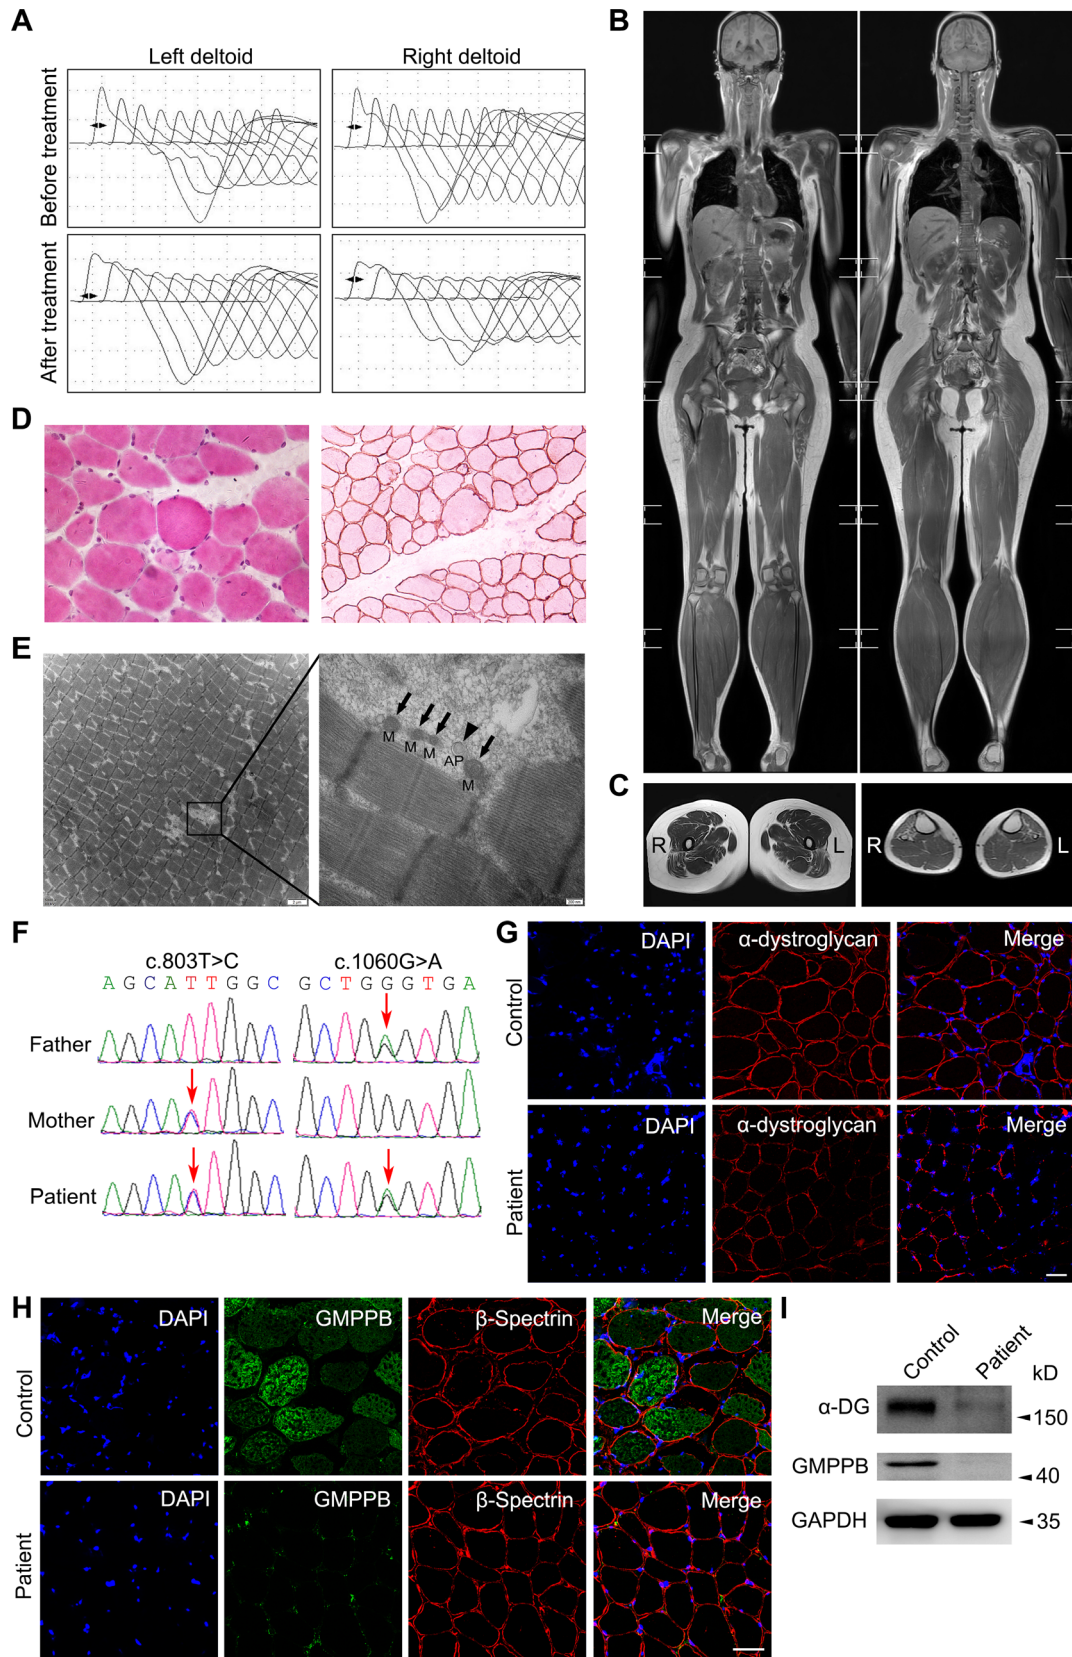 A
Left deltoid
Right deltoid
Before treatment
After treatment
B
C
R
L
R
L
D
E
M
M
M
AP
M
F
c.803T>C
c.1060G>A
A G C A T T G G C
G C T G G G T G A
Father
Mother
Patient
G
DAPI
α-dystroglycan
Merge
Control
DAPI
α-dystroglycan
Merge
Patient
H
DAPI
GMPPB
β-Spectrin
Merge
Control
DAPI
GMPPB
β-Spectrin
Merge
Patient
I
Control
Patient
kD
α-DG
150
GMPPB
40
GAPDH
35